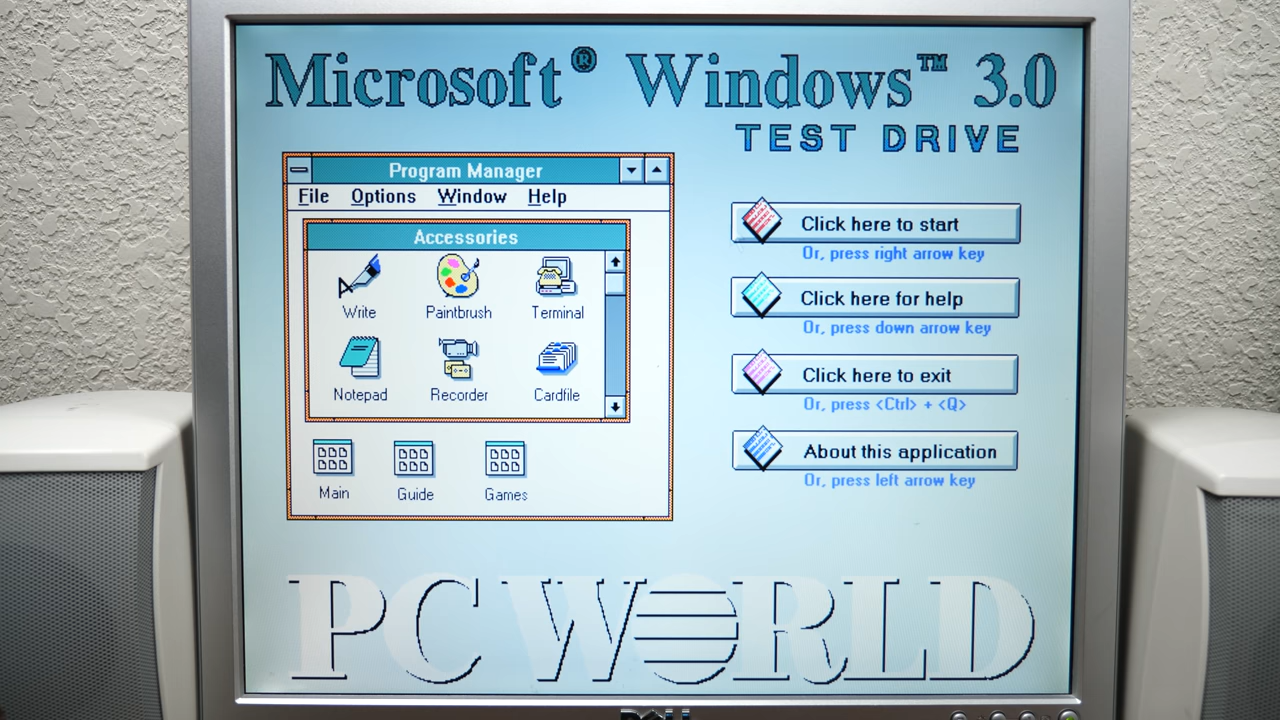 Microsoft® Windows™ 3.0
TEST DRIVE
Program Manager
File Options Window Help
Accessories
Write Paintbrush Terminal
Notepad Recorder Cardfile
Main Guide Games
Click here to start
Or, press right arrow key
Click here for help
Or, press down arrow key
Click here to exit
Or, press <Ctrl> + <Q>
About this application
Or, press left arrow key
PC WORLD
DELL